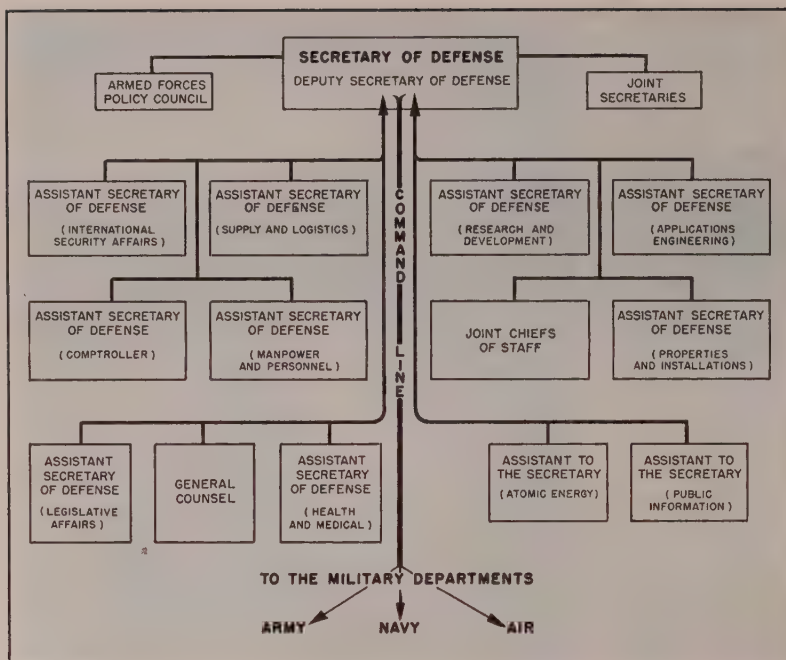 SECRETARY OF DEFENSE
DEPUTY SECRETARY OF DEFENSE
ARMED FORCES
POLICY COUNCIL
JOINT
SECRETARIES
ASSISTANT SECRETARY
OF DEFENSE
(INTERNATIONAL
SECURITY AFFAIRS)
ASSISTANT SECRETARY
OF DEFENSE
(SUPPLY AND LOGISTICS)
ASSISTANT SECRETARY
OF DEFENSE
(RESEARCH AND
DEVELOPMENT)
ASSISTANT SECRETARY
OF DEFENSE
(APPLICATIONS
ENGINEERING)
COMMAND LINE
ASSISTANT SECRETARY
OF DEFENSE
(COMPTROLLER)
ASSISTANT SECRETARY
OF DEFENSE
(MANPOWER
AND PERSONNEL)
JOINT CHIEFS
OF STAFF
ASSISTANT SECRETARY
OF DEFENSE
(PROPERTIES
AND INSTALLATIONS)
ASSISTANT
SECRETARY
OF DEFENSE
(LEGISLATIVE
AFFAIRS)
GENERAL
COUNSEL
ASSISTANT
SECRETARY
OF DEFENSE
(HEALTH
AND MEDICAL)
ASSISTANT TO
THE SECRETARY
(ATOMIC ENERGY)
ASSISTANT TO
THE SECRETARY
(PUBLIC
INFORMATION)
TO THE MILITARY DEPARTMENTS
ARMY
NAVY
AIR